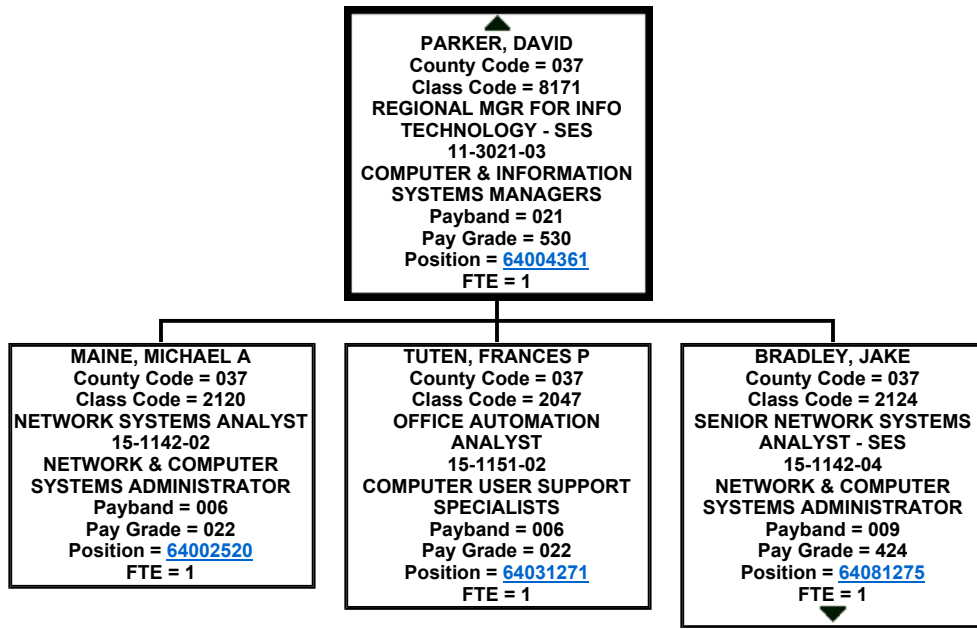 PARKER, DAVID
County Code = 037
Class Code = 8171
REGIONAL MGR FOR INFO
TECHNOLOGY - SES
11-3021-03
COMPUTER & INFORMATION
SYSTEMS MANAGERS
Payband = 021
Pay Grade = 530
Position = 64004361
FTE = 1
MAINE, MICHAEL A
County Code = 037
Class Code = 2120
NETWORK SYSTEMS ANALYST
15-1142-02
NETWORK & COMPUTER
SYSTEMS ADMINISTRATOR
Payband = 006
Pay Grade = 022
Position = 64002520
FTE = 1
TUTEN, FRANCES P
County Code = 037
Class Code = 2047
OFFICE AUTOMATION
ANALYST
15-1151-02
COMPUTER USER SUPPORT
SPECIALISTS
Payband = 006
Pay Grade = 022
Position = 64031271
FTE = 1
BRADLEY, JAKE
County Code = 037
Class Code = 2124
SENIOR NETWORK SYSTEMS
ANALYST - SES
15-1142-04
NETWORK & COMPUTER
SYSTEMS ADMINISTRATOR
Payband = 009
Pay Grade = 424
Position = 64081275
FTE = 1